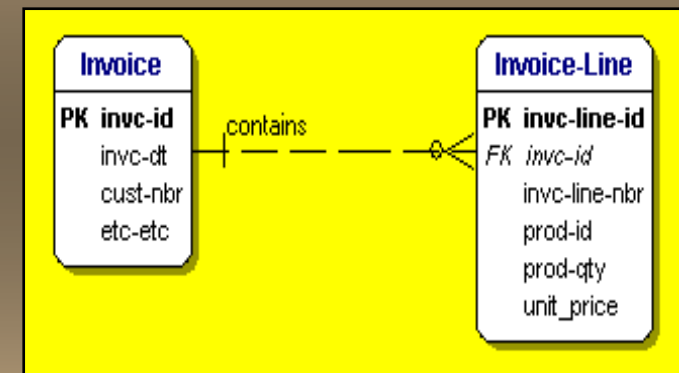 Invoice
PK invc-id
invc-dt
cust-nbr
etc-etc
contains
Invoice-Line
PK invc-line-id
FK invc-id
invc-line-nbr
prod-id
prod-qty
unit_price